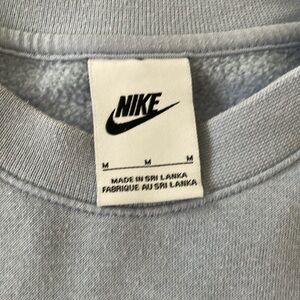 NIKE
M M M
MADE IN SRI LANKA
FABRIQUE AU SRI LANKA